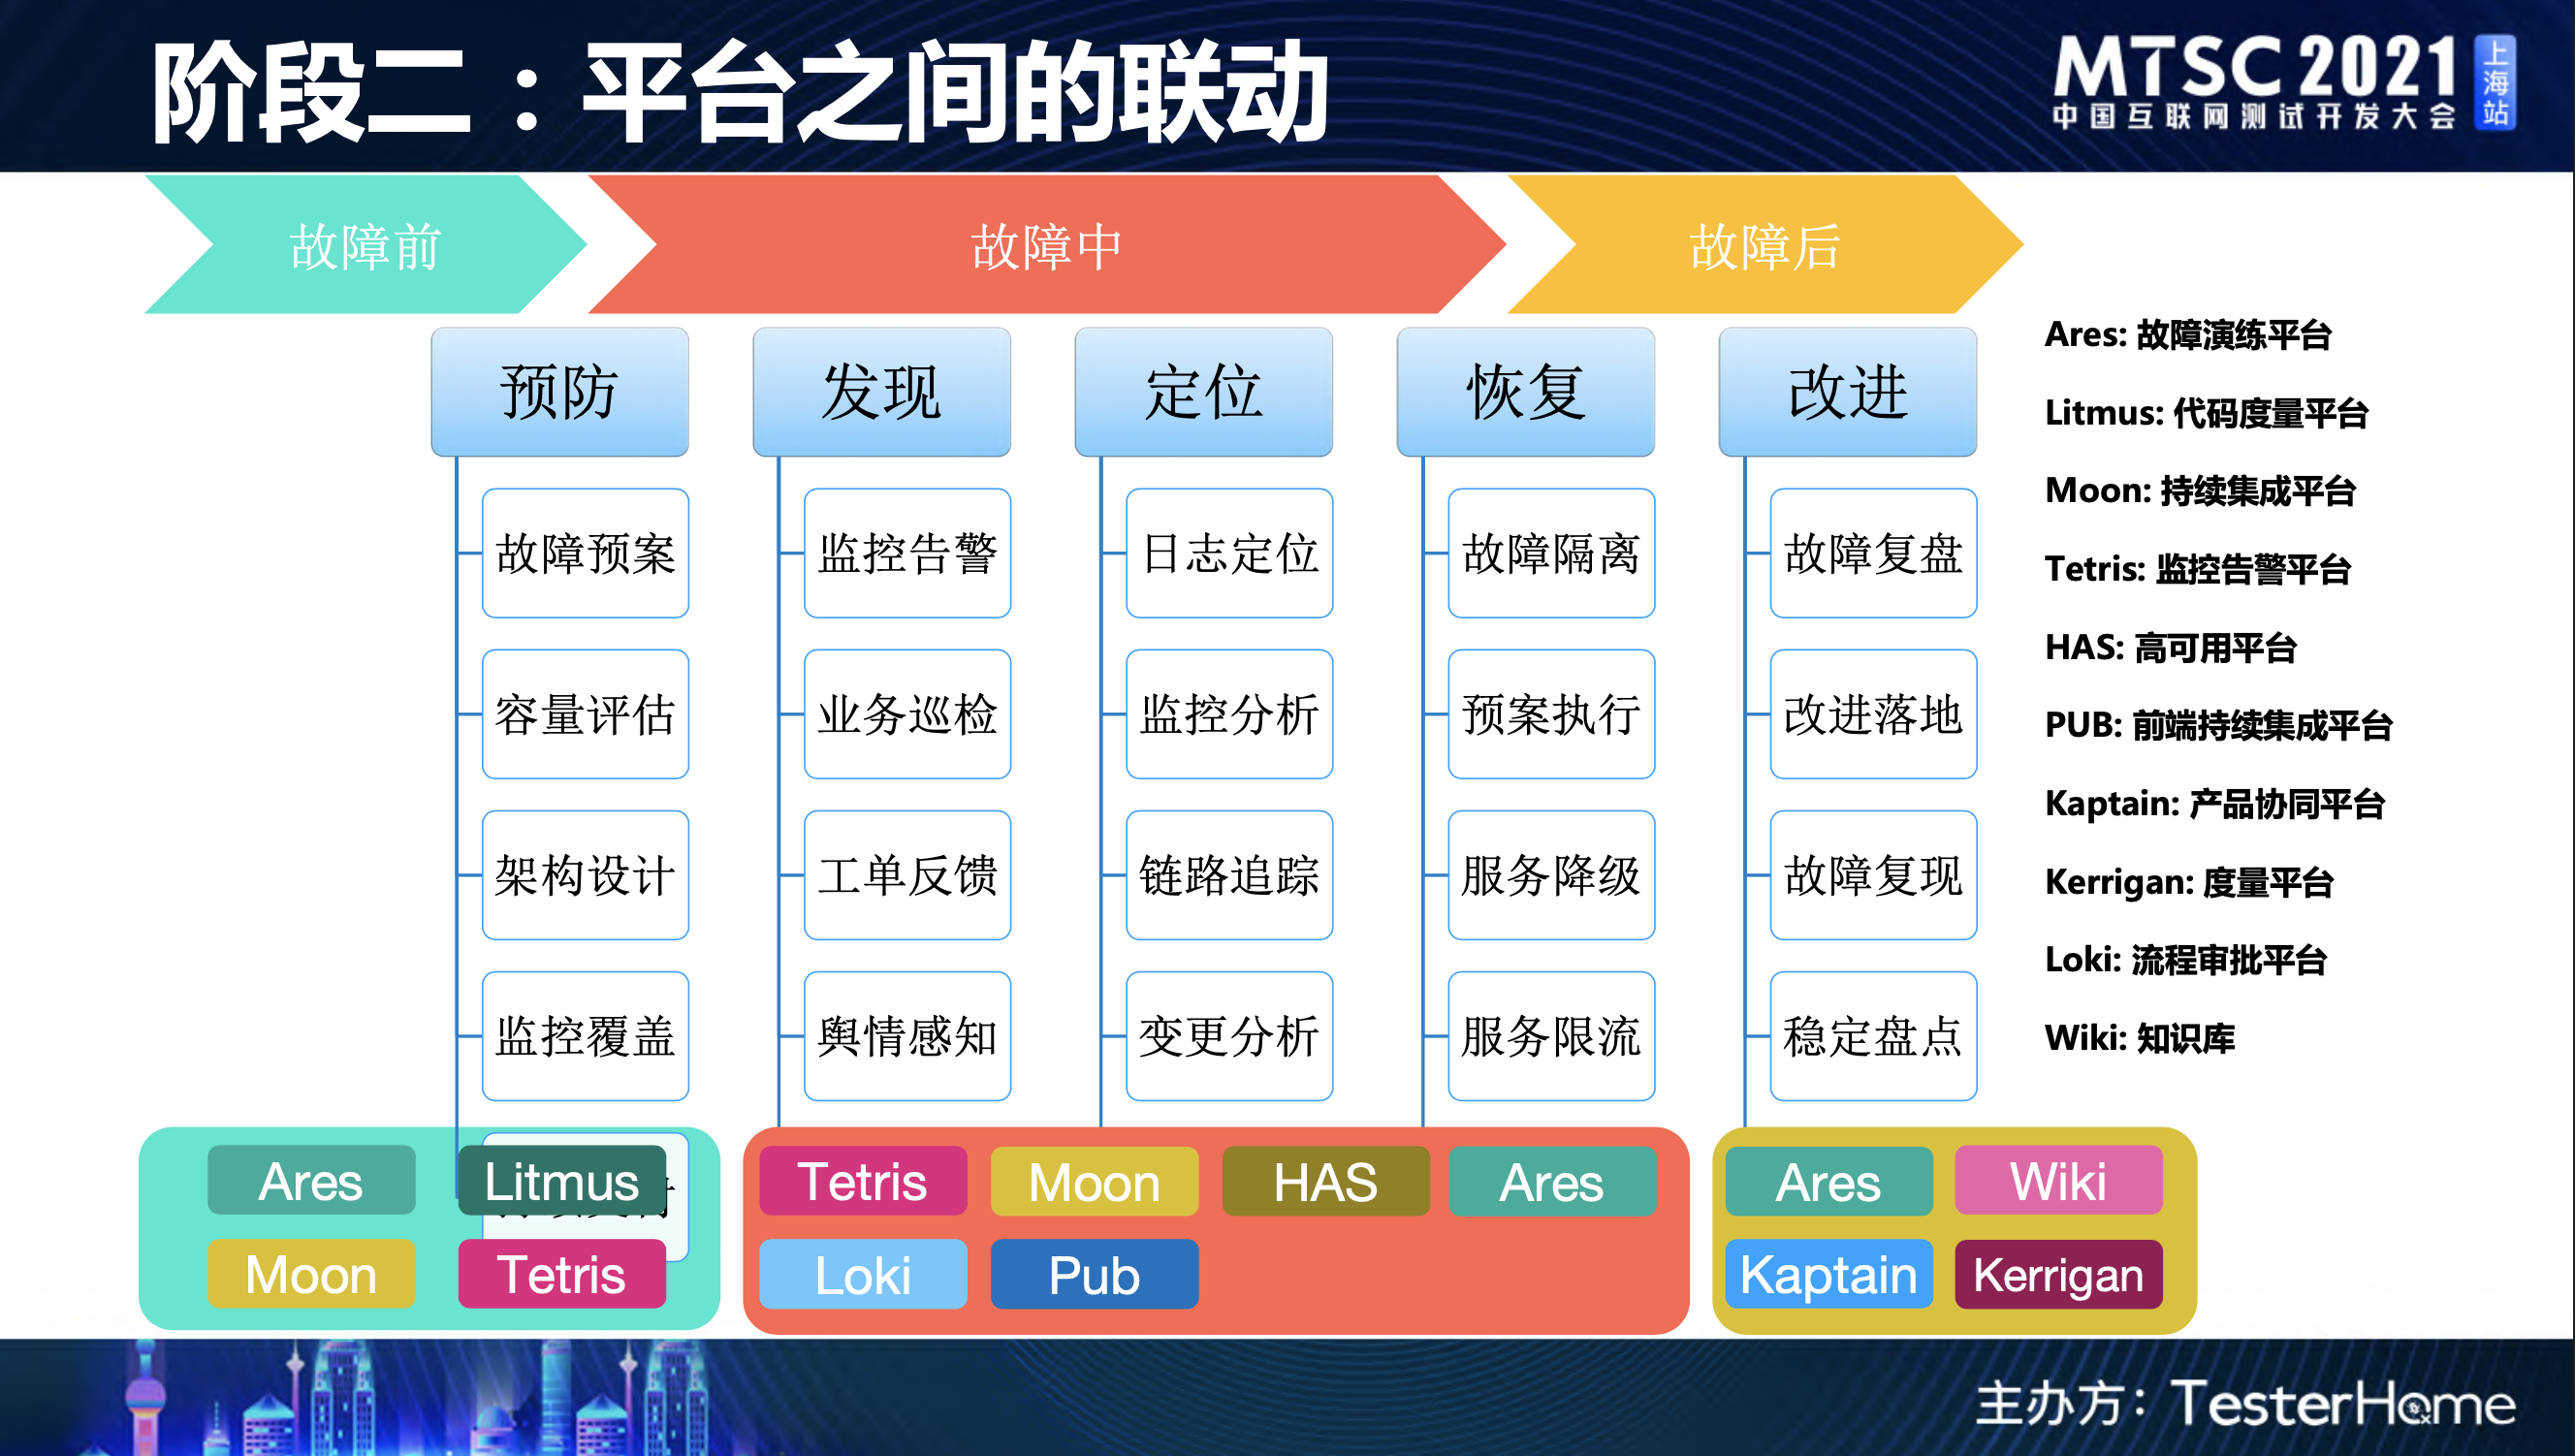 阶段二：平台之间的联动
MTSC 2021
上海站
中国互联网测试开发大会
故障前
故障中
故障后
预防
故障预案
容量评估
架构设计
监控覆盖
发现
监控告警
业务巡检
工单反馈
舆情感知
定位
日志定位
监控分析
链路追踪
变更分析
恢复
故障隔离
预案执行
服务降级
服务限流
改进
故障复盘
改进落地
故障复现
稳定盘点
Ares: 故障演练平台
Litmus: 代码度量平台
Moon: 持续集成平台
Tetris: 监控告警平台
HAS: 高可用平台
PUB: 前端持续集成平台
Kaptain: 产品协同平台
Kerrigan: 度量平台
Loki: 流程审批平台
Wiki: 知识库
Ares
Litmus
Moon
Tetris
Tetris
Moon
HAS
Ares
Loki
Pub
Ares
Wiki
Kaptain
Kerrigan
主办方：TesterHome